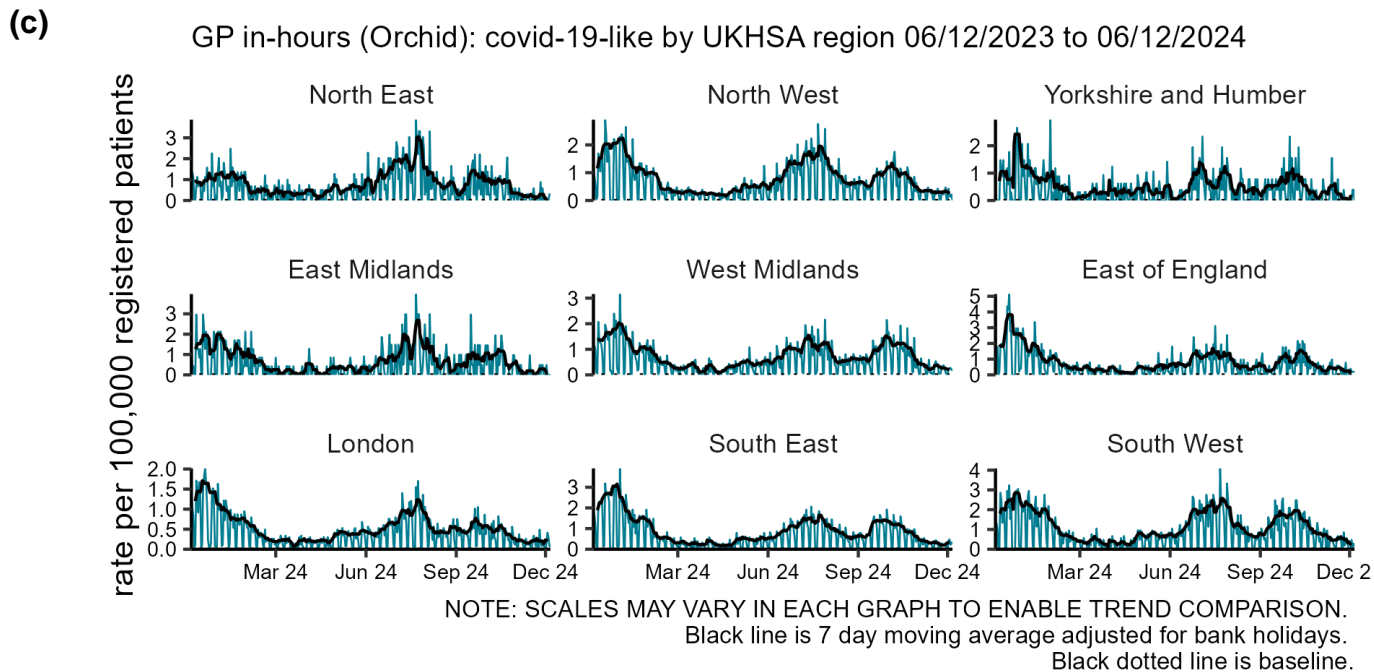 (c)
GP in-hours (Orchid): covid-19-like by UKHSA region 06/12/2023 to 06/12/2024
rate per 100,000 registered patients
North East
3
2
1
0
North West
2
1
0
Yorkshire and Humber
2
1
0
East Midlands
3
2
1
0
West Midlands
3
2
1
0
East of England
5
4
3
2
1
0
London
2.0
1.5
1.0
0.5
0.0
Mar 24 Jun 24 Sep 24 Dec 24
South East
3
2
1
0
Mar 24 Jun 24 Sep 24 Dec 24
South West
4
3
2
1
0
Mar 24 Jun 24 Sep 24 Dec 2
NOTE: SCALES MAY VARY IN EACH GRAPH TO ENABLE TREND COMPARISON.
Black line is 7 day moving average adjusted for bank holidays.
Black dotted line is baseline.